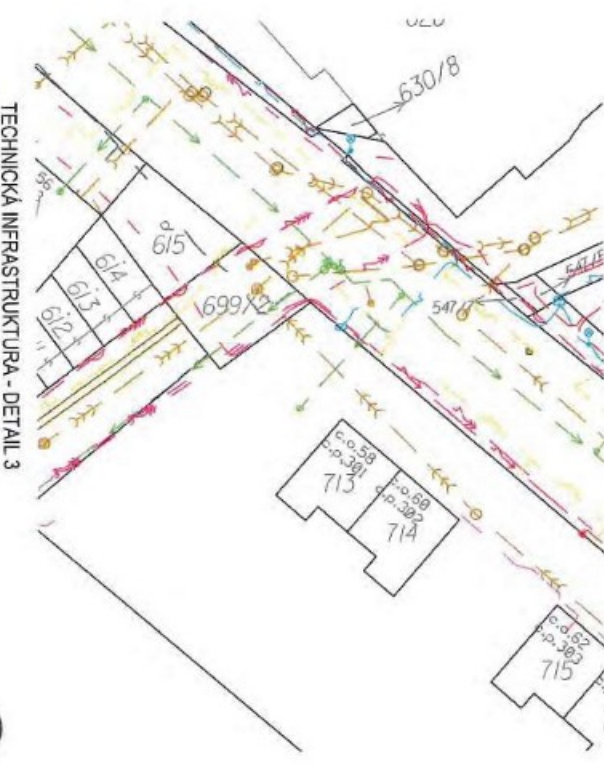 TECHNICKÁ INFRASTRUKTURA - DETAIL 3
630/8
615
614
613
612
699/2
547/7
č.o.58
č.p.301
713
č.o.60
č.p.302
714
č.o.62
č.p.303
715